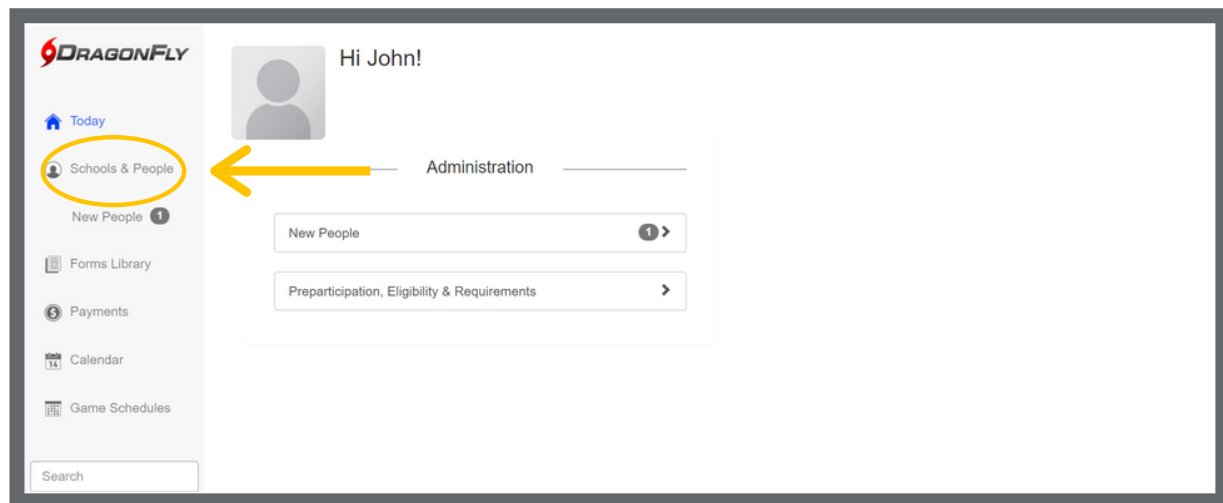 DRAGONFLY
Today
Schools & People
New People 1
Forms Library
Payments
14
Calendar
Game Schedules
Search
Hi John!
Administration
New People 1
Preparticipation, Eligibility & Requirements